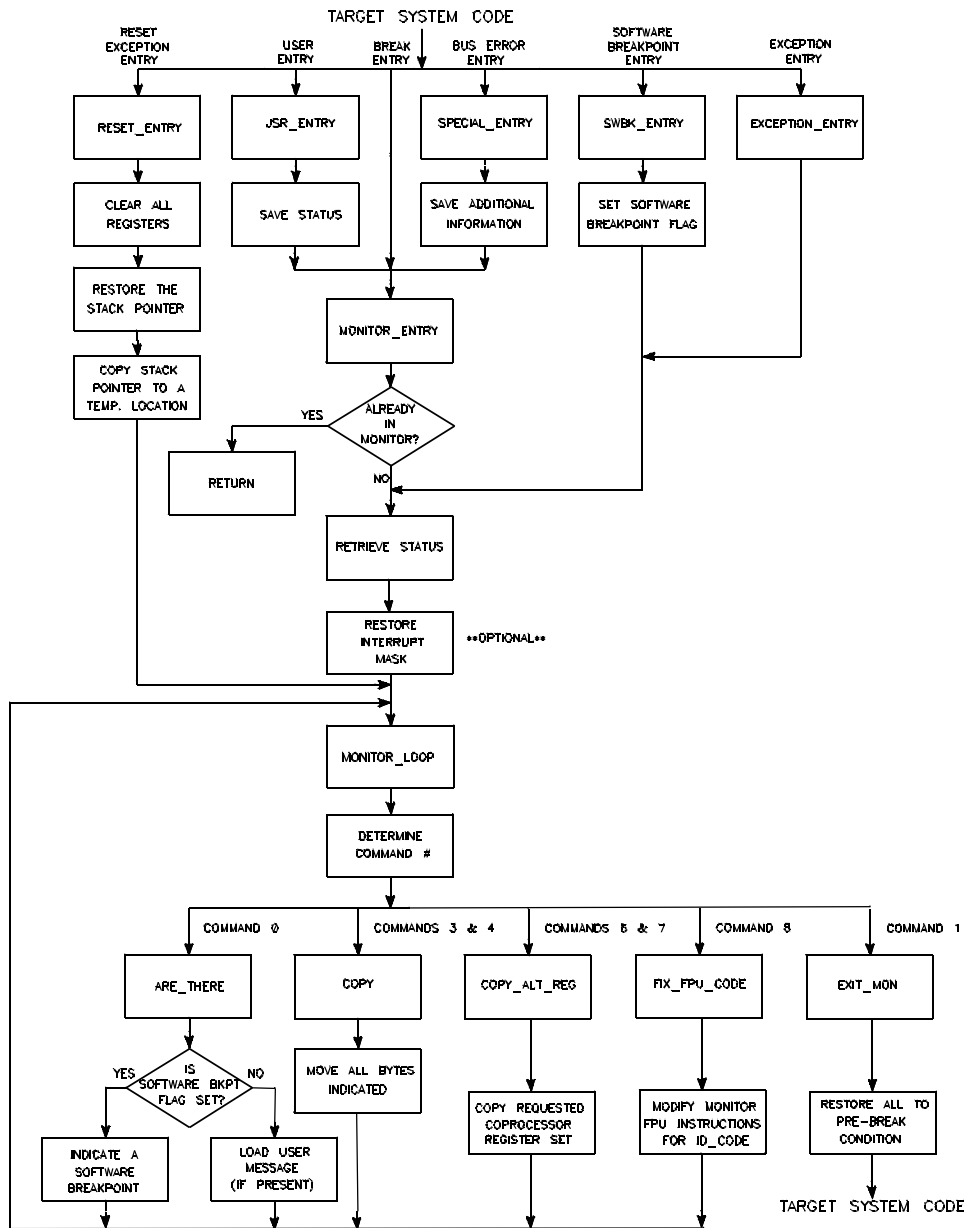 TARGET SYSTEM CODE
RESET
EXCEPTION
ENTRY
USER
ENTRY
BREAK
ENTRY
BUS ERROR
ENTRY
SOFTWARE
BREAKPOINT
ENTRY
EXCEPTION
ENTRY
RESET_ENTRY
JSR_ENTRY
SPECIAL_ENTRY
SWBK_ENTRY
EXCEPTION_ENTRY
CLEAR ALL
REGISTERS
SAVE STATUS
SAVE ADDITIONAL
INFORMATION
SET SOFTWARE
BREAKPOINT FLAG
RESTORE THE
STACK POINTER
MONITOR_ENTRY
COPY STACK
POINTER TO A
TEMP. LOCATION
YES
ALREADY
IN
MONITOR?
NO
RETURN
RETRIEVE STATUS
RESTORE
INTERRUPT
MASK
**OPTIONAL**
MONITOR_LOOP
DETERMINE
COMMAND #
COMMAND 0
COMMANDS 3 & 4
COMMANDS 6 & 7
COMMAND 8
COMMAND 1
ARE_THERE
COPY
COPY_ALT_REG
FIX_FPU_CODE
EXIT_MON
YES
IS
SOFTWARE BKPT
FLAG SET?
NO
MOVE ALL BYTES
INDICATED
COPY REQUESTED
COPROCESSOR
REGISTER SET
MODIFY MONITOR
FPU INSTRUCTIONS
FOR ID_CODE
RESTORE ALL TO
PRE-BREAK
CONDITION
INDICATE A
SOFTWARE
BREAKPOINT
LOAD USER
MESSAGE
(IF PRESENT)
TARGET SYSTEM CODE